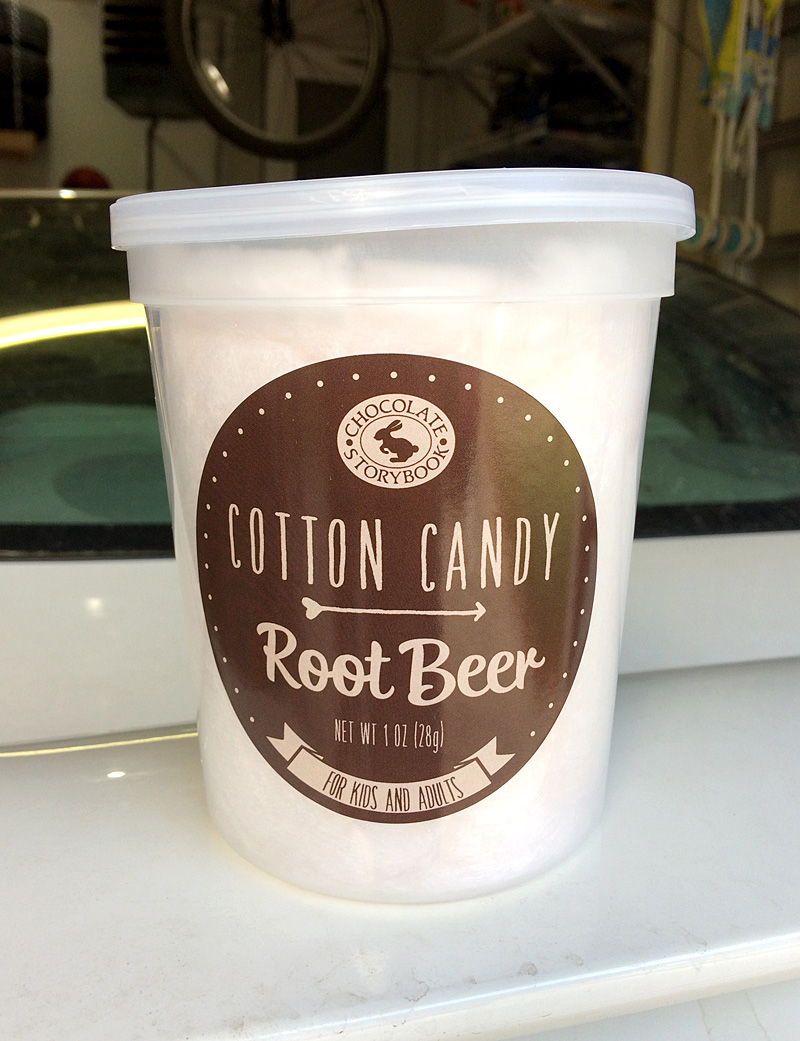 CHOCOLATE
STORYBOOK
COTTON CANDY
Root Beer
NET WT 1 OZ (28g)
FOR KIDS AND ADULTS